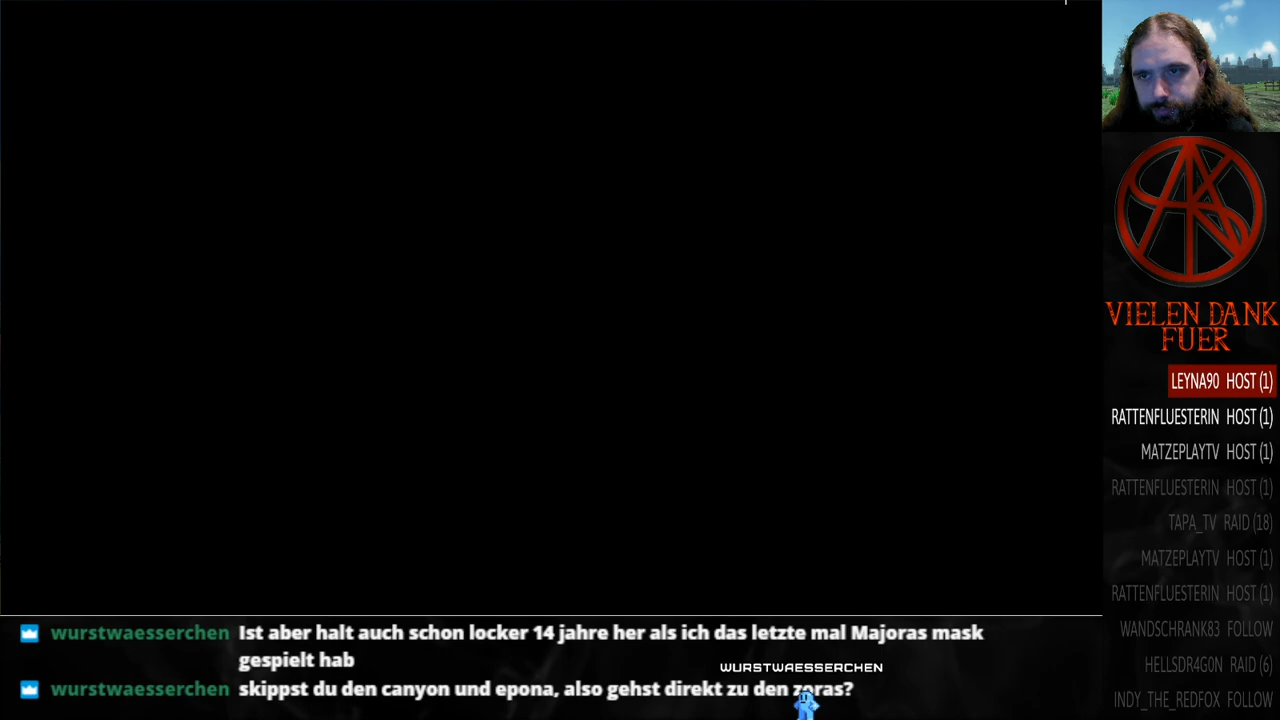 VIELEN DANK
FUER
LEYNA90 HOST (1)
RATTENFLUESTERIN HOST (1)
MATZEPLAYTV HOST (1)
RATTENFLUESTERIN HOST (1)
TAPA_TV RAID (18)
MATZEPLAYTV HOST (1)
RATTENFLUESTERIN HOST (1)
WANDSCHRANK83 FOLLOW
HELLSDR4G0N RAID (6)
INDY_THE_REDFOX FOLLOW
wurstwaesserchen Ist aber halt auch schon locker 14 jahre her als ich das letzte mal Majoras mask
gespielt hab
WURSTWAESSERCHEN
wurstwaesserchen skippst du den canyon und epona, also gehst direkt zu den zoras?